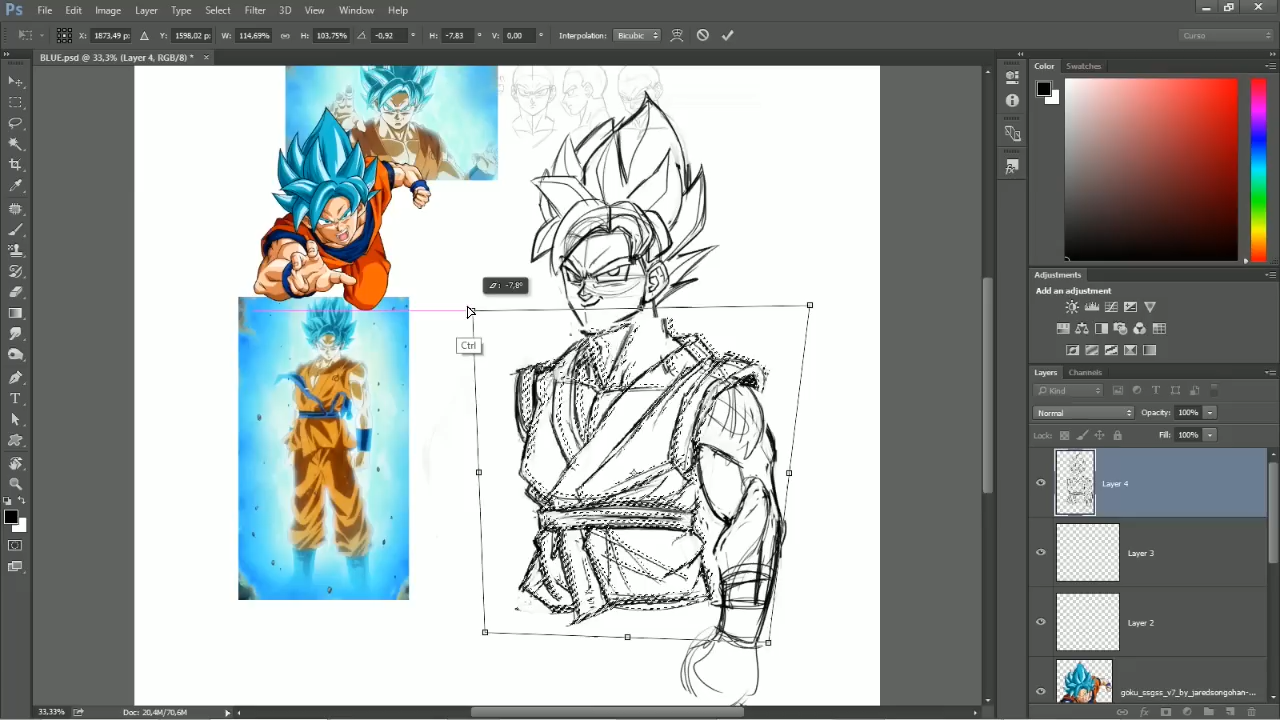 Ps File Edit Image Layer Type Select Filter 3D View Window Help
X: 1873,49 p: Y: 1598,02 p: W: 114,69% H: 103,75% -0,92 ° H: -7,83 ° V: 0,00 ° Interpolation: Bicubic Curso
BLUE.psd @ 33,3% (Layer 4, RGB/8) * ×
Color Swatches
-7,8°
Ctrl
Adjustments
Add an adjustment
Layers Channels
Kind
Normal Opacity: 100%
Lock: Fill: 100%
Layer 4
Layer 3
Layer 2
goku_ssgss_v7_by_jaredsongohan-...
33,33% Doc: 20,4M/70,6M